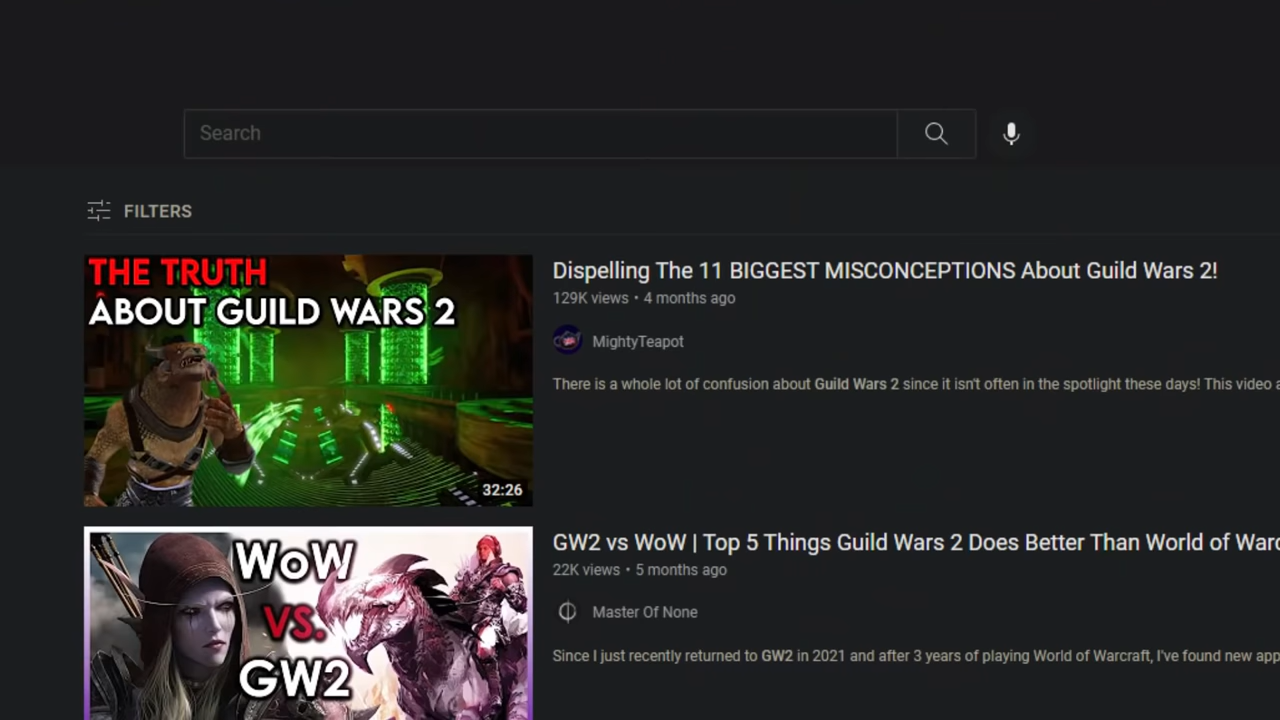 Search
FILTERS
THE TRUTH
ABOUT GUILD WARS 2
32:26
Dispelling The 11 BIGGEST MISCONCEPTIONS About Guild Wars 2!
129K views • 4 months ago
MightyTeapot
There is a whole lot of confusion about Guild Wars 2 since it isn't often in the spotlight these days! This video
WoW
VS.
GW2
GW2 vs WoW | Top 5 Things Guild Wars 2 Does Better Than World of
22K views • 5 months ago
Master Of None
Since I just recently returned to GW2 in 2021 and after 3 years of playing World of Warcraft, I've found new